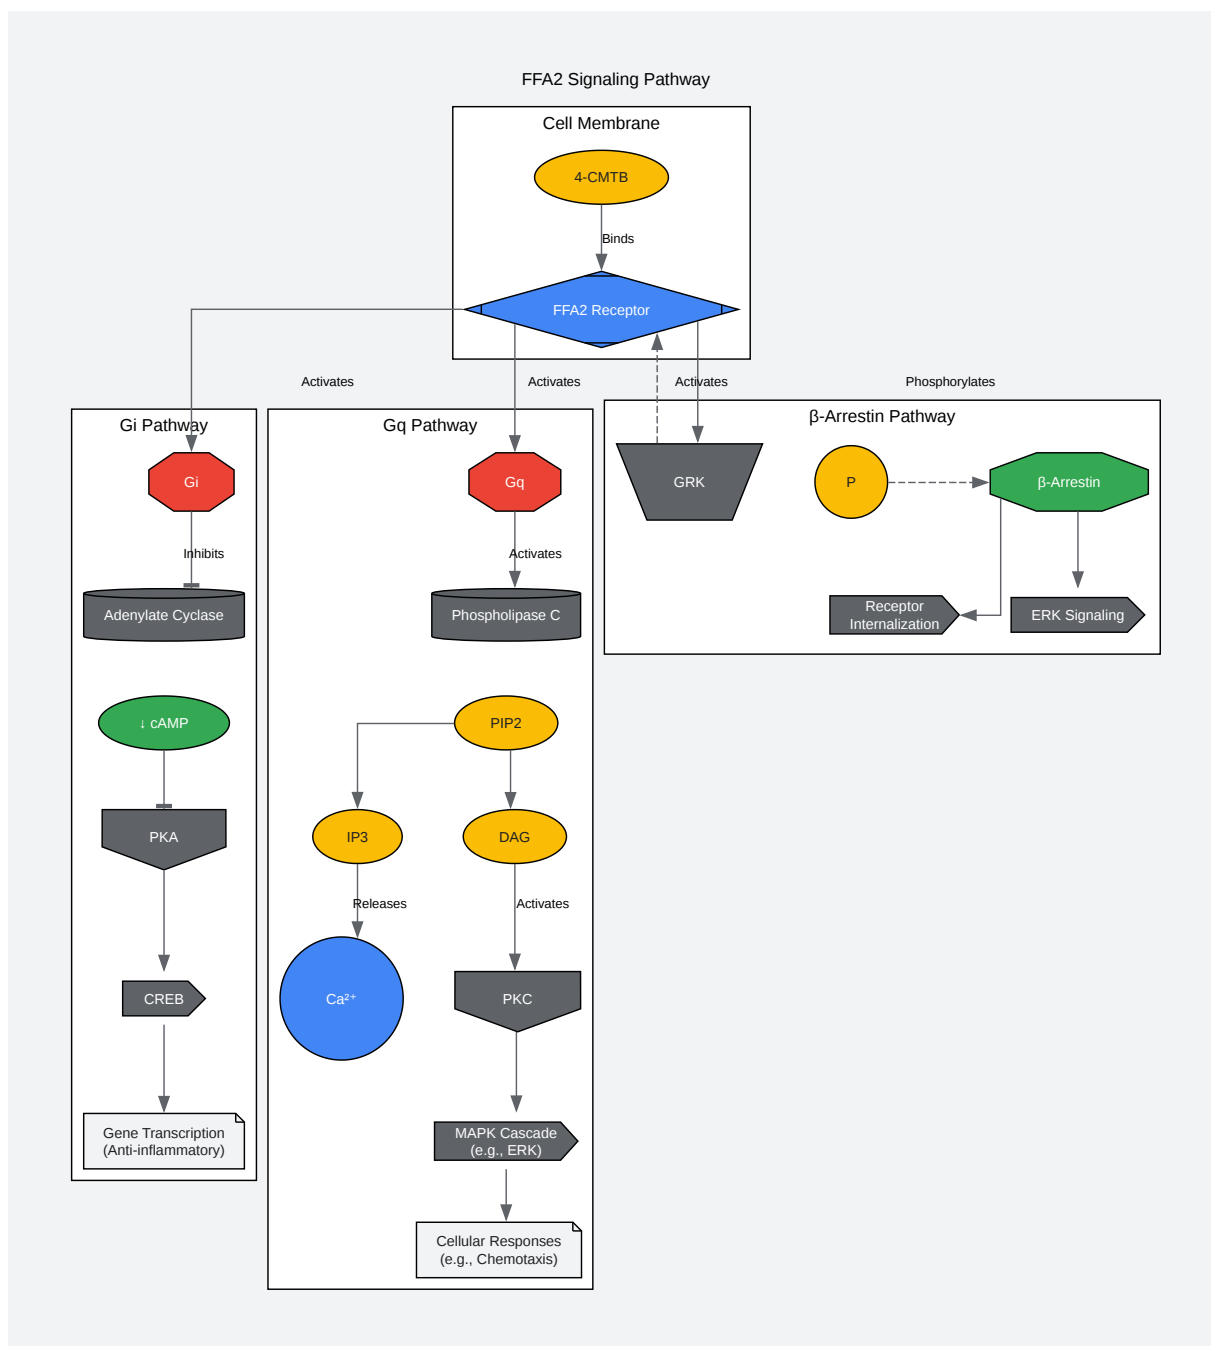 FFA2 Signaling Pathway
Cell Membrane
4-CMTB
Binds
FFA2 Receptor
Activates
Activates
Activates
Phosphorylates
Gi Pathway
Gi
Inhibits
Adenylate Cyclase
↓ cAMP
PKA
CREB
Gene Transcription
(Anti-inflammatory)
Gq Pathway
Gq
Activates
Phospholipase C
PIP2
IP3
DAG
Releases
Activates
Ca²⁺
PKC
MAPK Cascade
(e.g., ERK)
Cellular Responses
(e.g., Chemotaxis)
β-Arrestin Pathway
GRK
P
β-Arrestin
Receptor
Internalization
ERK Signaling